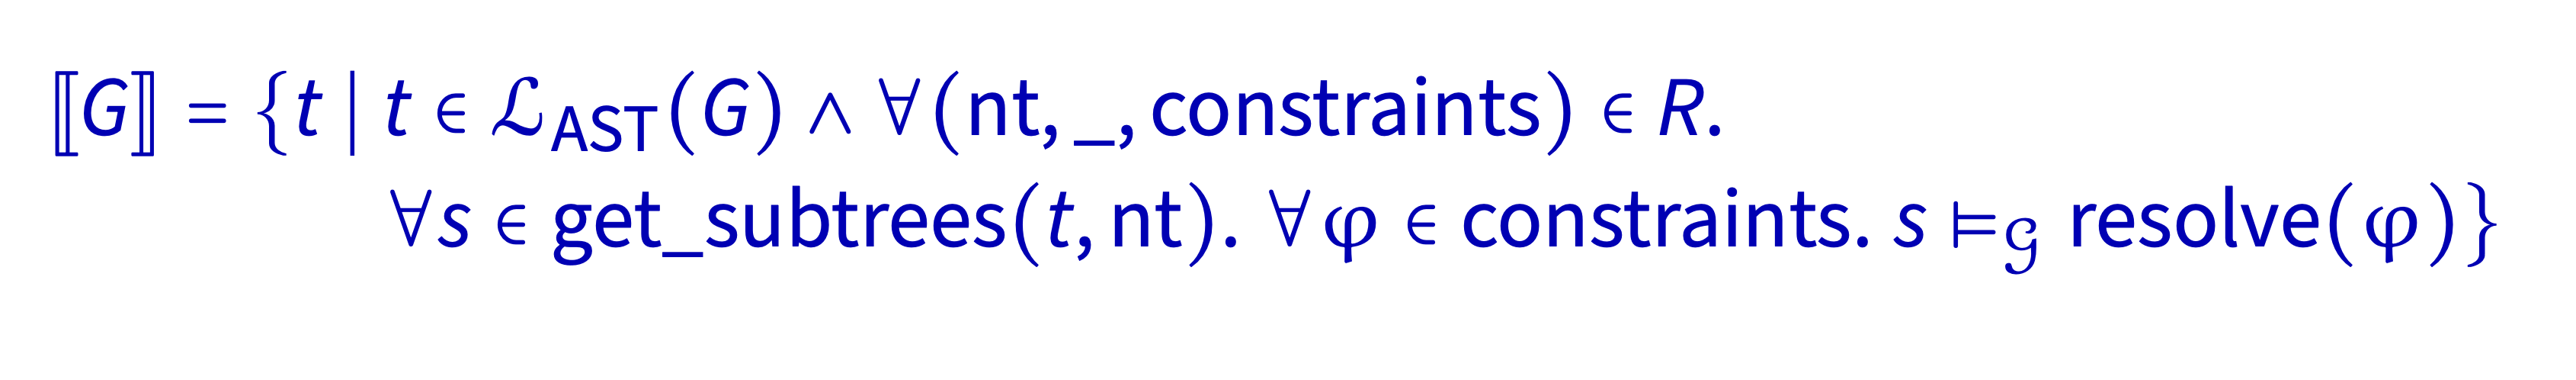 ⟦G⟧ = {t | t ∈ ℒ_AST(G) ∧ ∀(nt, _, constraints) ∈ R.
∀s ∈ get_subtrees(t, nt). ∀φ ∈ constraints. s ⊨_𝒢 resolve(φ)}